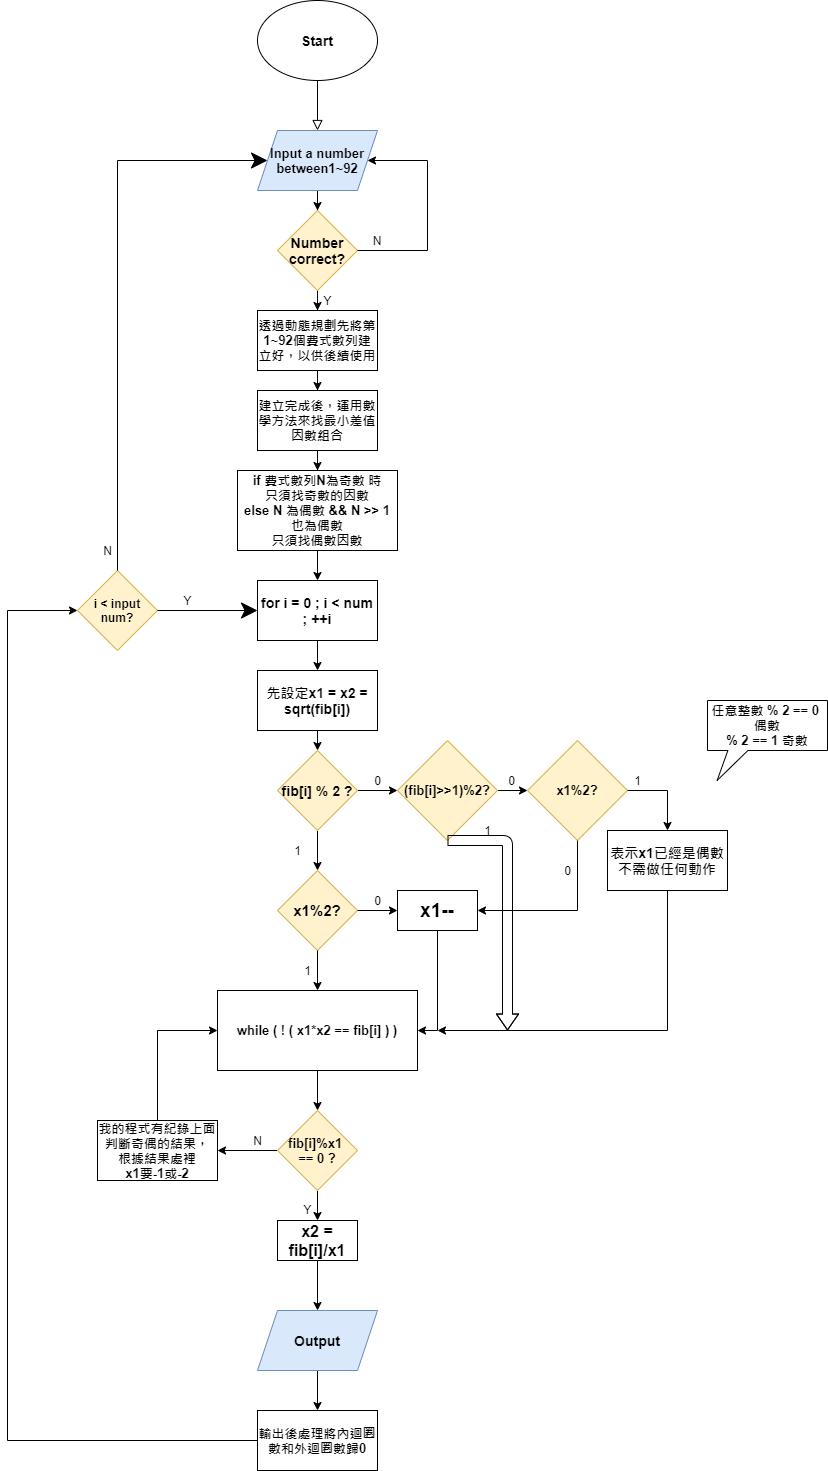 Start
Input a number
between1~92
Number
correct?
N
Y
透過動態規劃先將第
1~92個費式數列建
立好，以供後續使用
建立完成後，運用數
學方法來找最小差值
因數組合
if 費式數列N為奇數 時
只須找奇數的因數
else N 為偶數 && N >> 1
也為偶數
只須找偶數因數
N
i < input
num?
Y
for i = 0 ; i < num
; ++i
先設定x1 = x2 =
sqrt(fib[i])
任意整數 % 2 == 0
偶數
% 2 == 1 奇數
fib[i] % 2 ?
0
(fib[i]>>1)%2?
0
x1%2?
1
1
1
表示x1已經是偶數
不需做任何動作
0
x1%2?
0
x1--
1
while ( ! ( x1*x2 == fib[i] ) )
我的程式有紀錄上面
判斷奇偶的結果，
根據結果處裡
x1要-1或-2
N
fib[i]%x1
== 0 ?
Y
x2 =
fib[i]/x1
Output
輸出後處理將內迴圈
數和外迴圈數歸0